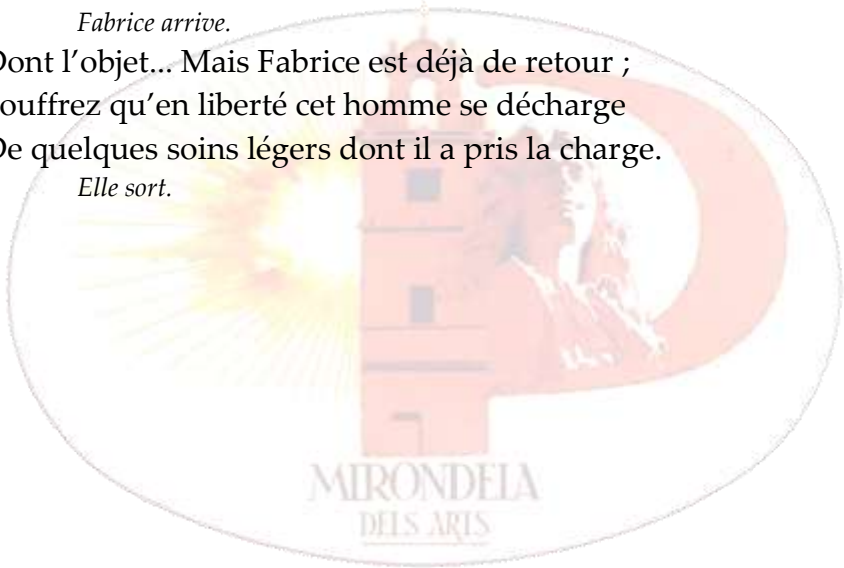 Fabrice arrive.
Dont l’objet... Mais Fabrice est déjà de retour ;
ouffrez qu’en liberté cet homme se décharge
De quelques soins légers dont il a pris la charge.
Elle sort.
MIRONDELA
DELS ARTS